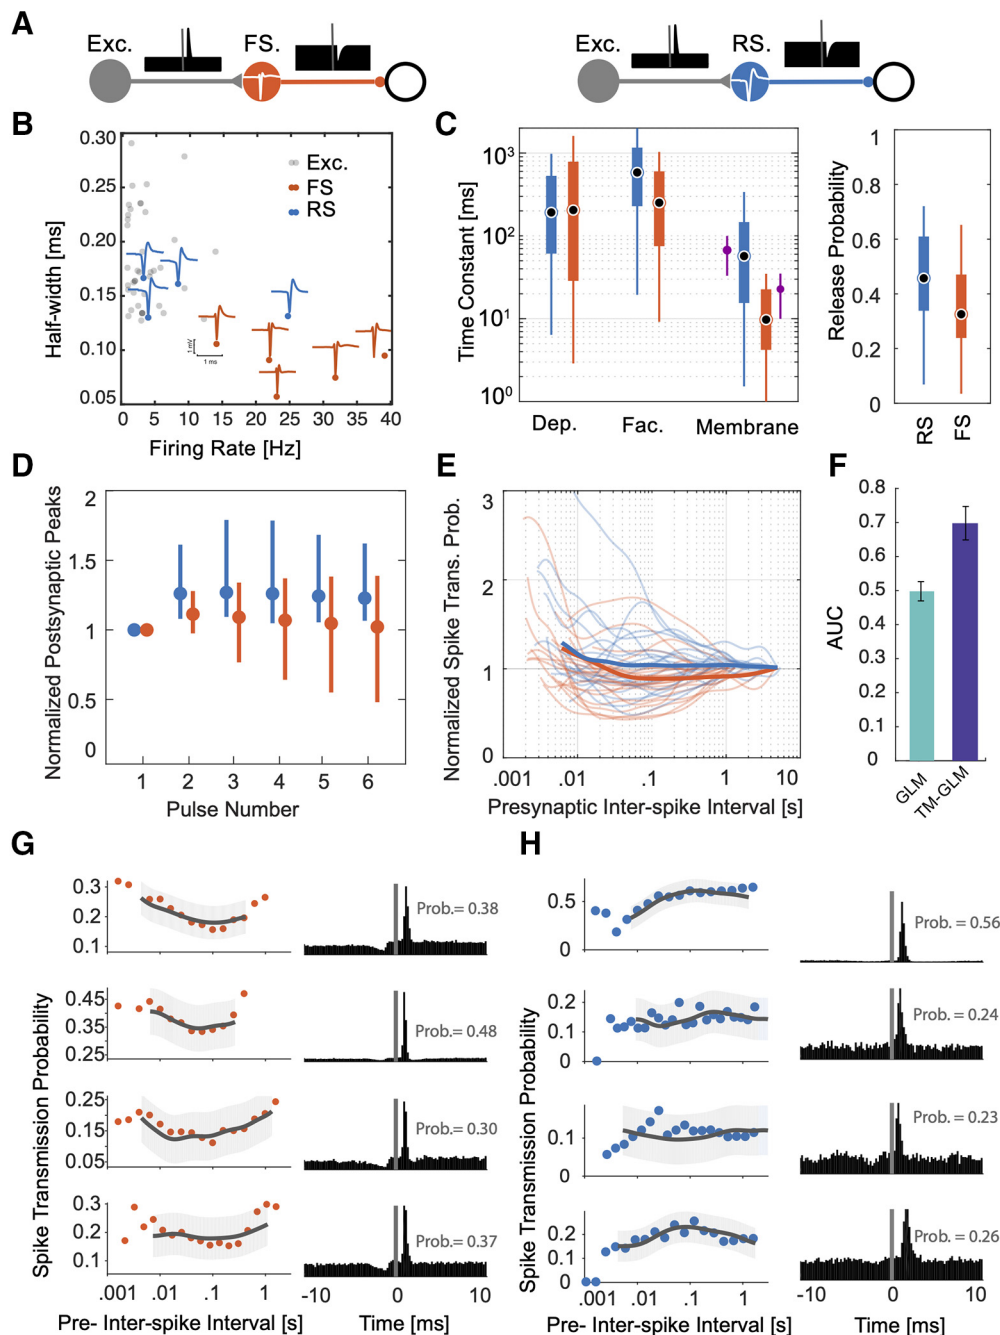 A
Exc.
FS.
Exc.
RS.
B
0.30
0.25
0.20
0.15
0.10
0.05
Half-width [ms]
Exc.
FS
RS
1 mV
1 ms
0 5 10 15 20 25 30 35 40
Firing Rate [Hz]
C
Time Constant [ms]
10³
10²
10¹
10⁰
Dep. Fac. Membrane
Release Probability
1
0.8
0.6
0.4
0.2
0
RS FS
D
Normalized Postsynaptic Peaks
2
1.5
1
0.5
0
1 2 3 4 5 6
Pulse Number
E
Normalized Spike Trans. Prob.
3
2
1
0
.001 .01 .1 1 10
Presynaptic Inter-spike Interval [s]
F
AUC
0.8
0.7
0.6
0.5
0.4
0.3
0.2
0.1
0
GLM
TM-GLM
G
Spike Transmission Probability
0.3
0.2
0.1
Prob.= 0.38
0.45
0.35
0.25
Prob.= 0.48
0.25
0.15
.05
Prob.= 0.30
0.3
0.2
0.1
Prob.= 0.37
.001 .01 .1 1
Pre- Inter-spike Interval [s]
-10 0 10
Time [ms]
H
Spike Transmission Probability
0.5
0
Prob.= 0.56
0.2
0.1
0
Prob.= 0.24
0.1
0
Prob.= 0.23
0.2
0.1
0
Prob.= 0.26
.001 .01 .1 1
Pre- Inter-spike Interval [s]
-10 0 10
Time [ms]